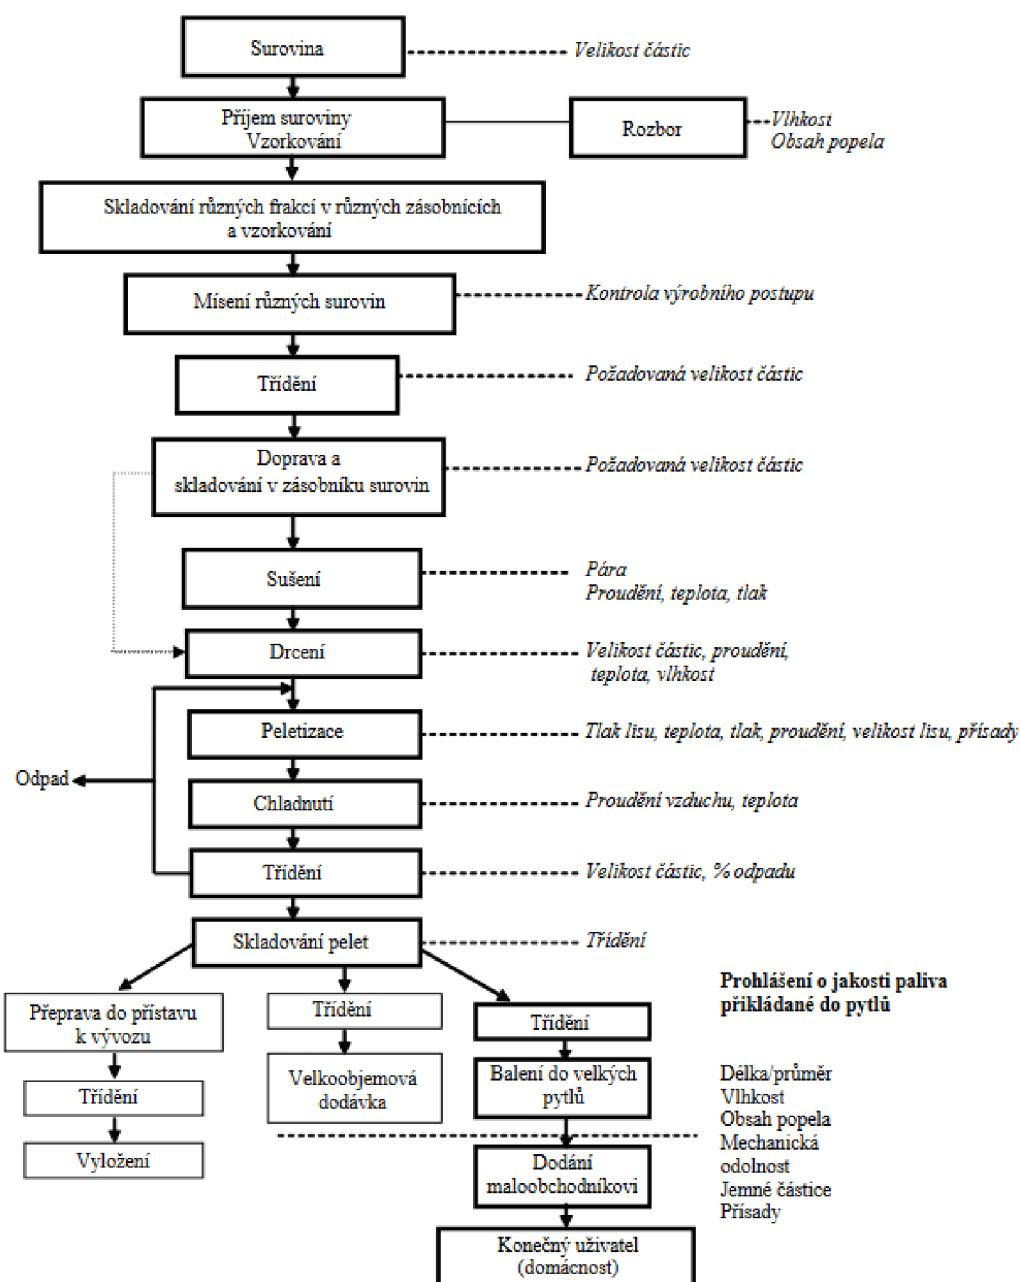 Surovina
Velikost částic
Příjem suroviny
Vzorkování
Rozbor
Vlhkost
Obsah popela
Skladování různých frakcí v různých zásobnících
a vzorkování
Mísení různých surovin
Kontrola výrobního postupu
Třídění
Požadovaná velikost částic
Doprava a
skladování v zásobníku surovin
Požadovaná velikost částic
Sušení
Pára
Proudění, teplota, tlak
Drcení
Velikost částic, proudění,
teplota, vlhkost
Peletizace
Tlak lisu, teplota, tlak, proudění, velikost lisu, přísady
Odpad
Chladnutí
Proudění vzduchu, teplota
Třídění
Velikost částic, % odpadu
Skladování pelet
Třídění
Přeprava do přístavu
k vývozu
Třídění
Vyložení
Třídění
Velkoobjemová
dodávka
Třídění
Balení do velkých
pytlů
Dodání
maloobchodníkovi
Konečný uživatel
(domácnost)
Prohlášení o jakosti paliva
přikládané do pytlů
Délka/průměr
Vlhkost
Obsah popela
Mechanická
odolnost
Jemné částice
Přísady